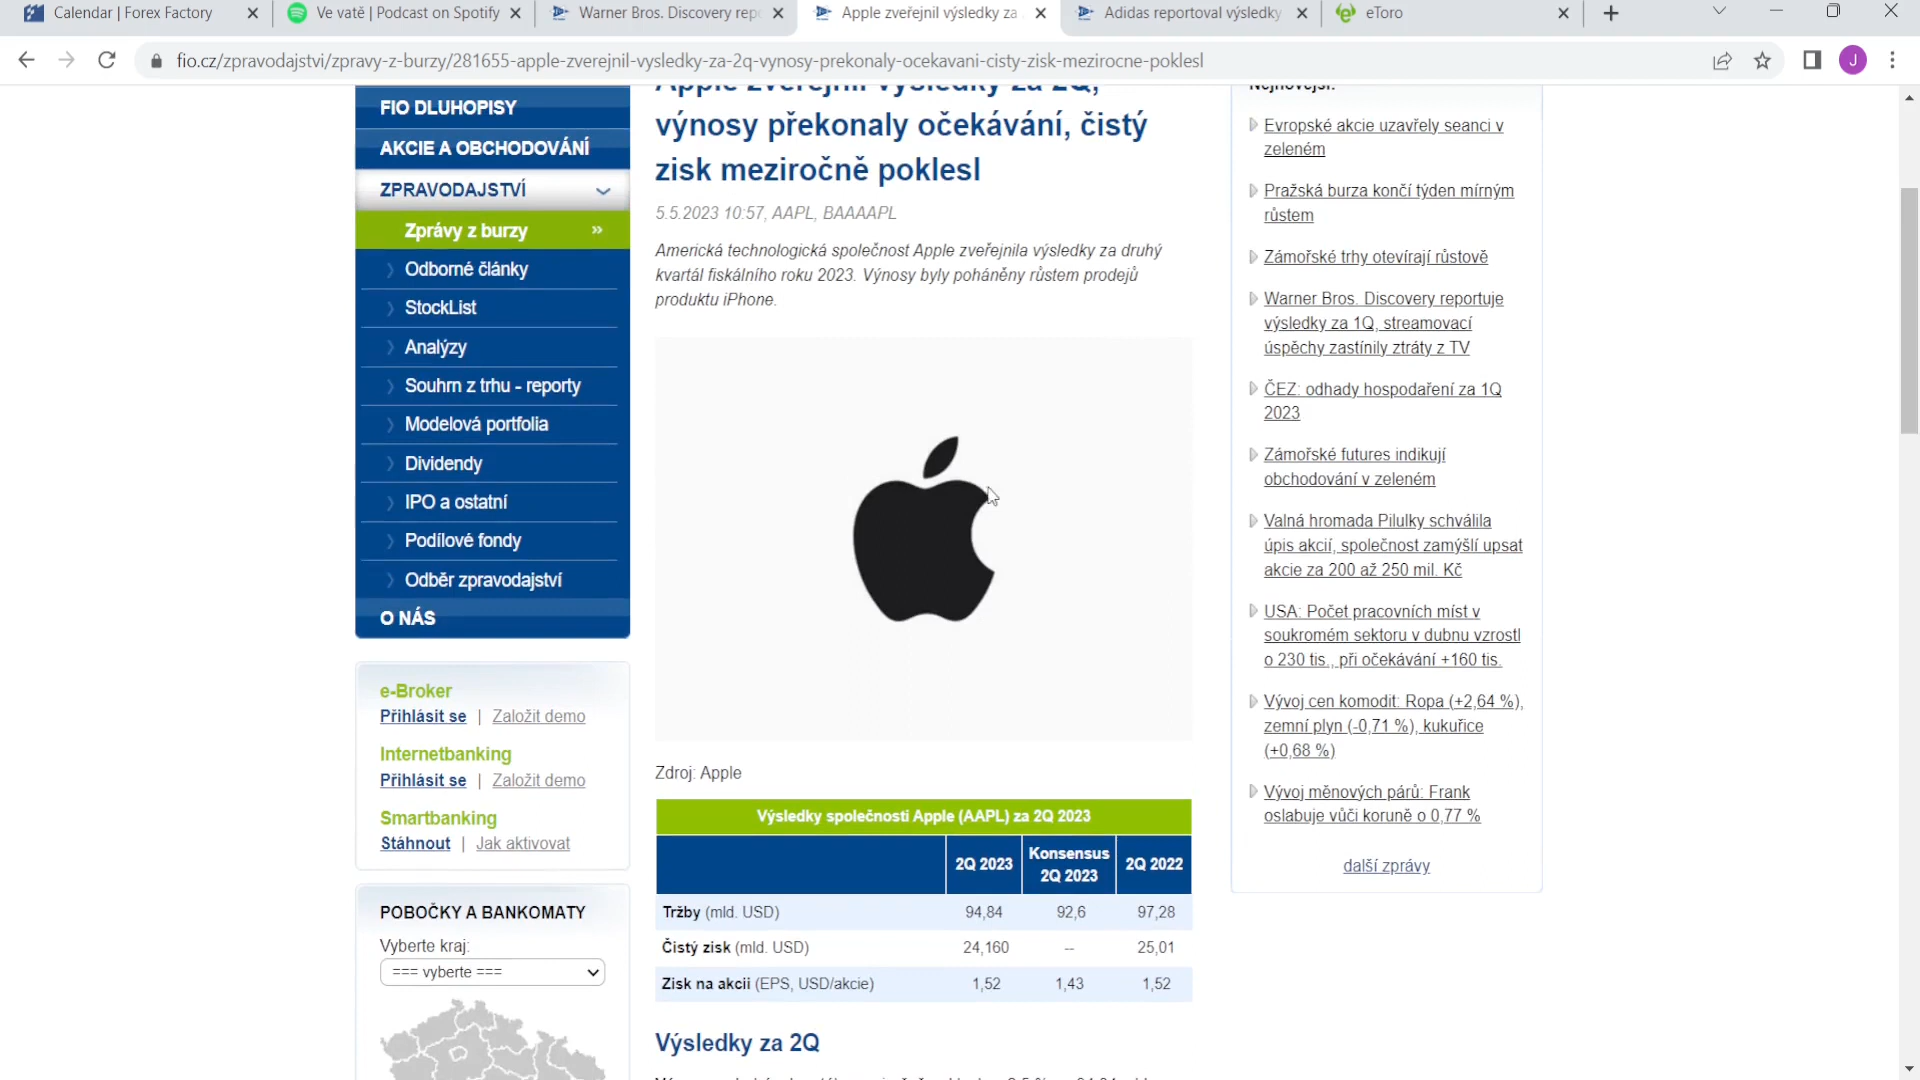 Calendar | Forex Factory
Ve vatě | Podcast on Spotify
Warner Bros. Discovery rep
Apple zveřejnil výsledky za
Adidas reportoval výsledky
eToro
fio.cz/zpravodajstvi/zpravy-z-burzy/281655-apple-zverejnil-vysledky-za-2q-vynosy-prekonaly-ocekavani-cisty-zisk-mezirocne-poklesl
J
FIO DLUHOPISY
AKCIE A OBCHODOVÁNÍ
ZPRAVODAJSTVÍ
Zprávy z burzy »
Odborné články
StockList
Analýzy
Souhrn z trhu - reporty
Modelová portfolia
Dividendy
IPO a ostatní
Podílové fondy
Odběr zpravodajství
O NÁS
e-Broker
Přihlásit se | Založit demo
Internetbanking
Přihlásit se | Založit demo
Smartbanking
Stáhnout | Jak aktivovat
POBOČKY A BANKOMATY
Vyberte kraj:
=== vyberte ===
Apple zveřejnil výsledky za 2Q,
výnosy překonaly očekávání, čistý
zisk meziročně poklesl
5.5.2023 10:57, AAPL, BAAAAPL
Americká technologická společnost Apple zveřejnila výsledky za druhý
kvartál fiskálního roku 2023. Výnosy byly poháněny růstem prodejů
produktu iPhone.
Zdroj: Apple
Výsledky společnosti Apple (AAPL) za 2Q 2023
2Q 2023 Konsensus 2Q 2023 2Q 2022
Tržby (mld. USD) 94,84 92,6 97,28
Čistý zisk (mld. USD) 24,160 -- 25,01
Zisk na akcii (EPS, USD/akcie) 1,52 1,43 1,52
Výsledky za 2Q
Nejnovější:
Evropské akcie uzavřely seanci v
zeleném
Pražská burza končí týden mírným
růstem
Zámořské trhy otevírají růstově
Warner Bros. Discovery reportuje
výsledky za 1Q, streamovací
úspěchy zastínily ztráty z TV
ČEZ: odhady hospodaření za 1Q
2023
Zámořské futures indikují
obchodování v zeleném
Valná hromada Pilulky schválila
úpis akcií, společnost zamýšlí upsat
akcie za 200 až 250 mil. Kč
USA: Počet pracovních míst v
soukromém sektoru v dubnu vzrostl
o 230 tis., při očekávání +160 tis.
Vývoj cen komodit: Ropa (+2,64 %),
zemní plyn (-0,71 %), kukuřice
(+0,68 %)
Vývoj měnových párů: Frank
oslabuje vůči koruně o 0,77 %
další zprávy